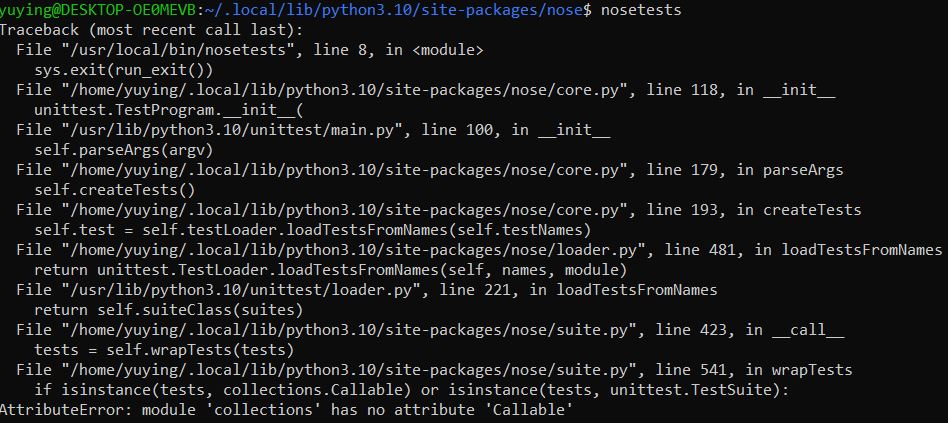 yuying@DESKTOP-OE0MEVB:~/.local/lib/python3.10/site-packages/nose$ nosetests
Traceback (most recent call last):
  File "/usr/local/bin/nosetests", line 8, in <module>
    sys.exit(run_exit())
  File "/home/yuying/.local/lib/python3.10/site-packages/nose/core.py", line 118, in __init__
    unittest.TestProgram.__init__(
  File "/usr/lib/python3.10/unittest/main.py", line 100, in __init__
    self.parseArgs(argv)
  File "/home/yuying/.local/lib/python3.10/site-packages/nose/core.py", line 179, in parseArgs
    self.createTests()
  File "/home/yuying/.local/lib/python3.10/site-packages/nose/core.py", line 193, in createTests
    self.test = self.testLoader.loadTestsFromNames(self.testNames)
  File "/home/yuying/.local/lib/python3.10/site-packages/nose/loader.py", line 481, in loadTestsFromNames
    return unittest.TestLoader.loadTestsFromNames(self, names, module)
  File "/usr/lib/python3.10/unittest/loader.py", line 221, in loadTestsFromNames
    return self.suiteClass(suites)
  File "/home/yuying/.local/lib/python3.10/site-packages/nose/suite.py", line 423, in __call__
    tests = self.wrapTests(tests)
  File "/home/yuying/.local/lib/python3.10/site-packages/nose/suite.py", line 541, in wrapTests
    if isinstance(tests, collections.Callable) or isinstance(tests, unittest.TestSuite):
AttributeError: module 'collections' has no attribute 'Callable'